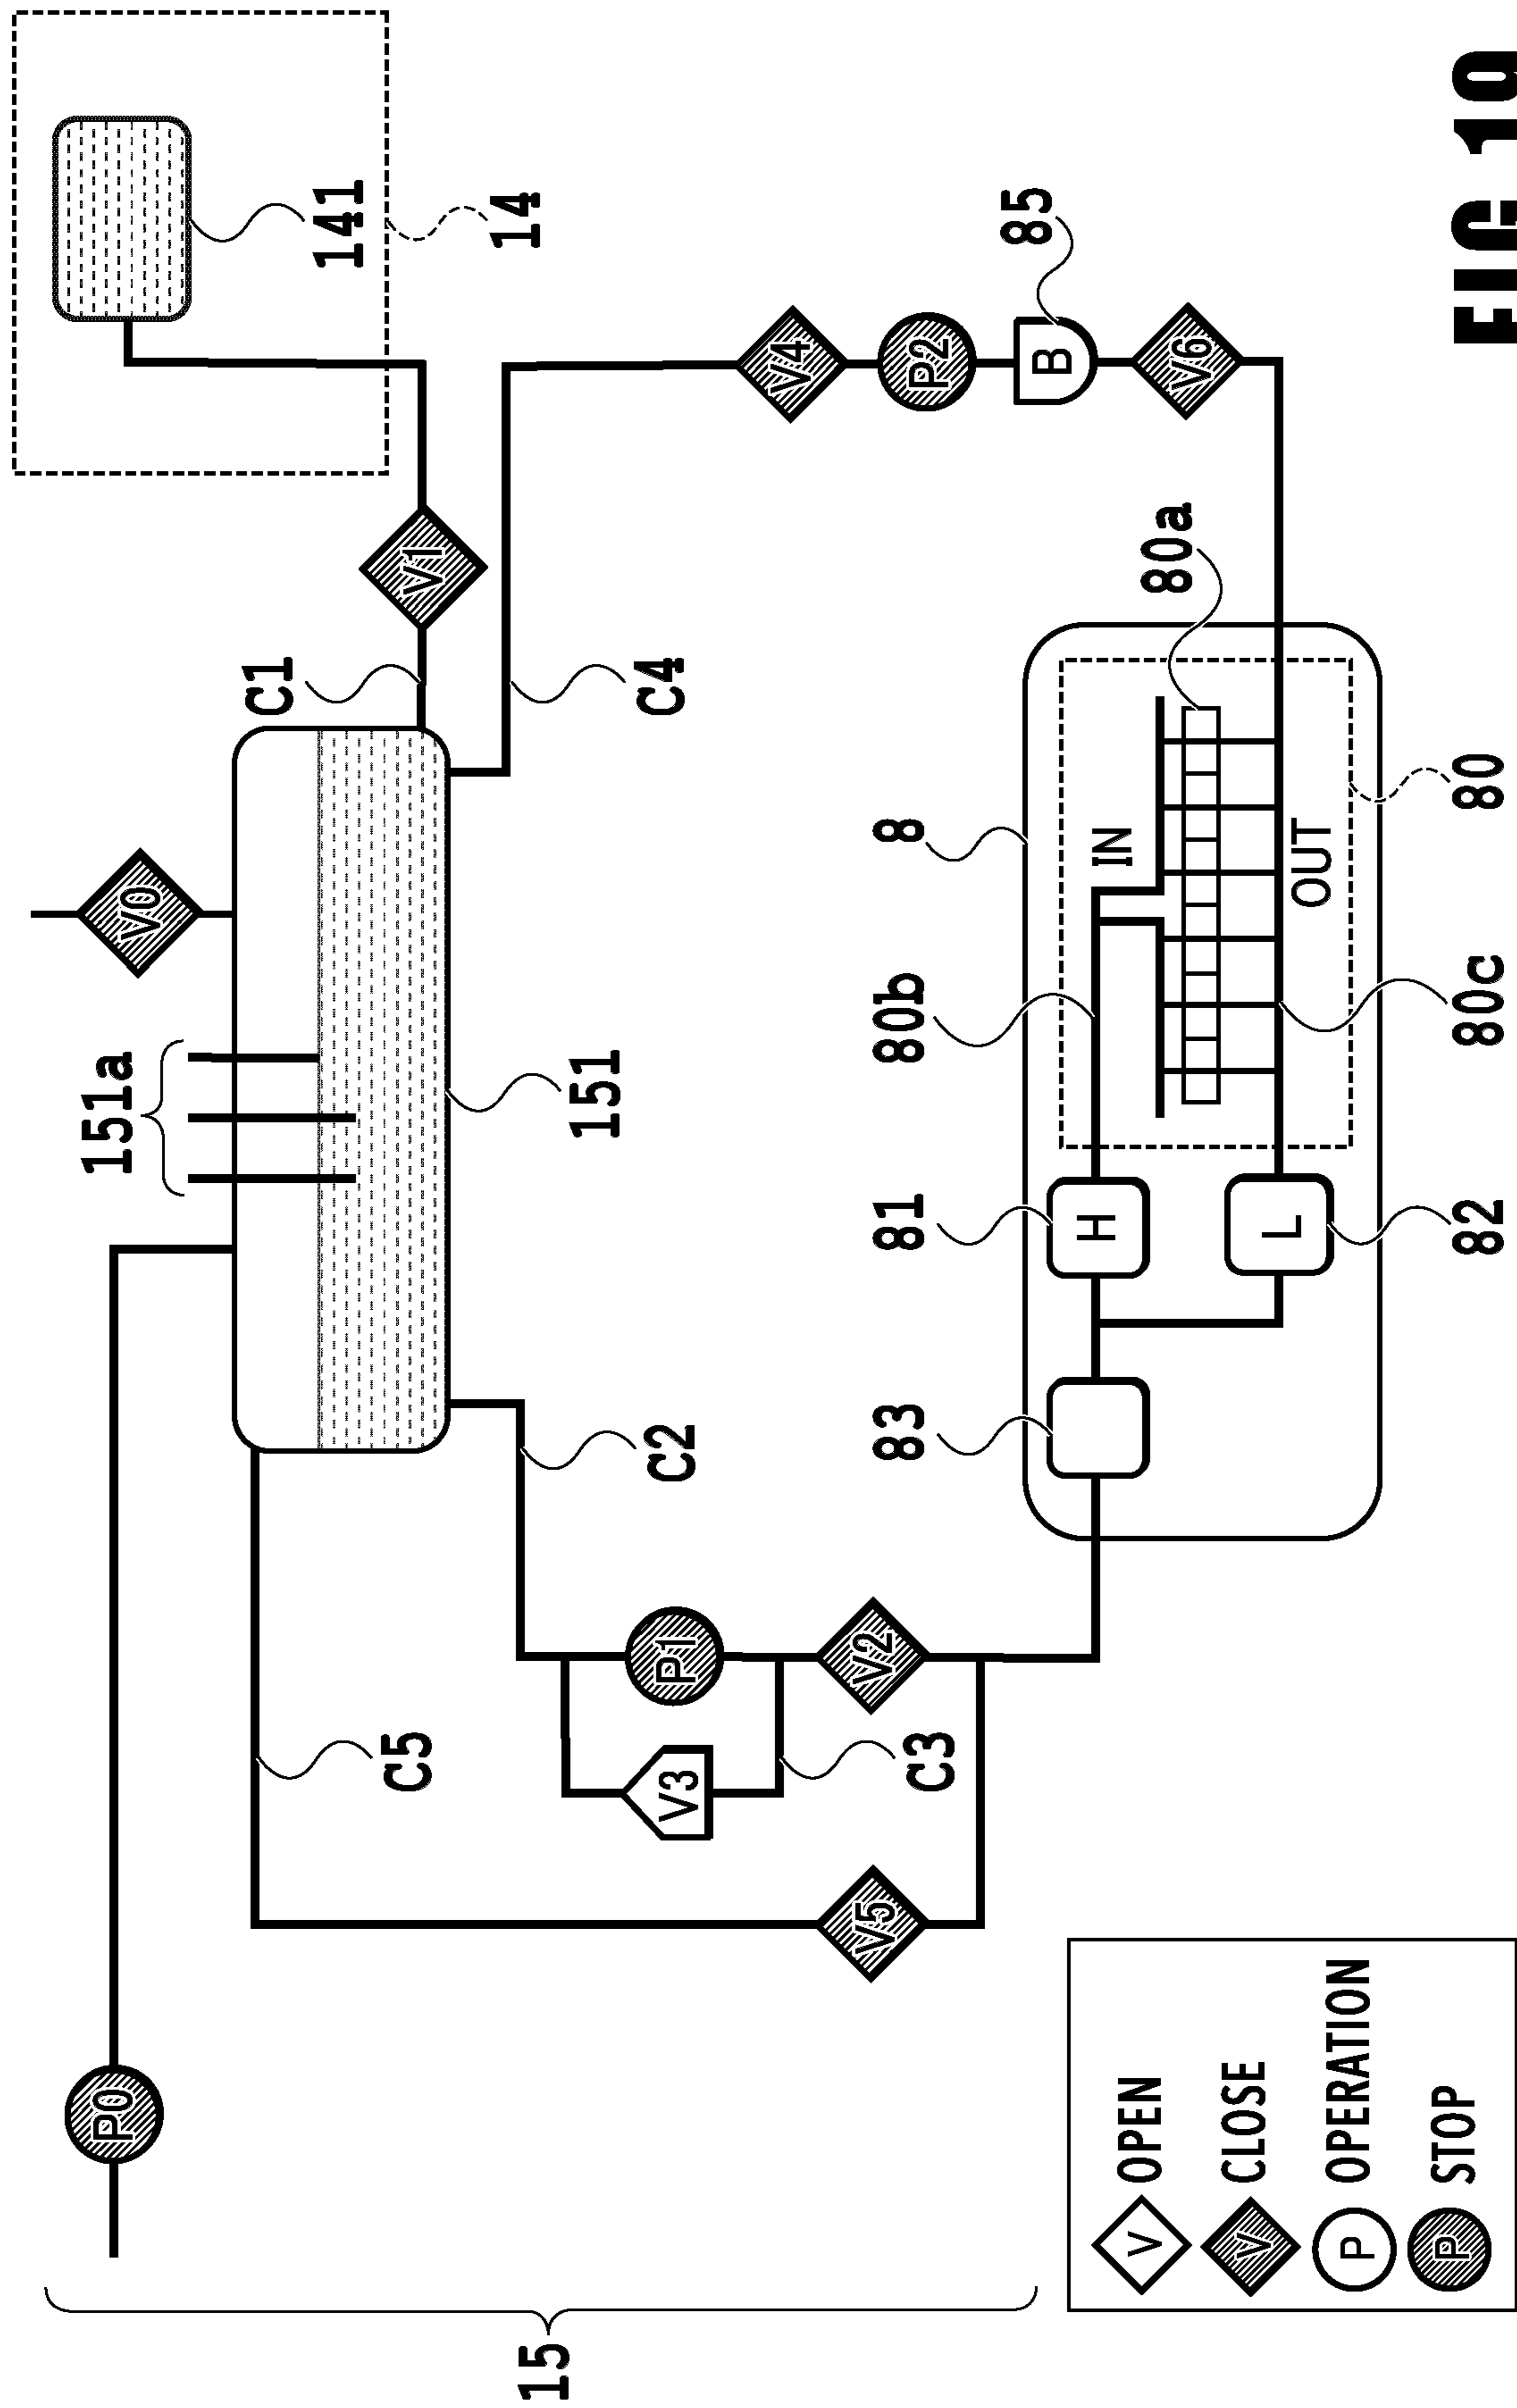 P0
151a
V0
C1
141
C5
V1
14
15
151
C2
C4
P1
V3
V4
V5
V2
83
81
80b
8
C3
P2
85
B
H
IN
80a
V6
L
OUT
82
80c
80
V OPEN
V CLOSE
P OPERATION
P STOP
FIG